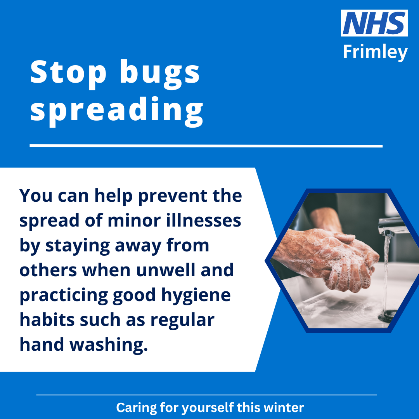 NHS
Frimley
Stop bugs
spreading
You can help prevent the
spread of minor illnesses
by staying away from
others when unwell and
practicing good hygiene
habits such as regular
hand washing.
Caring for yourself this winter